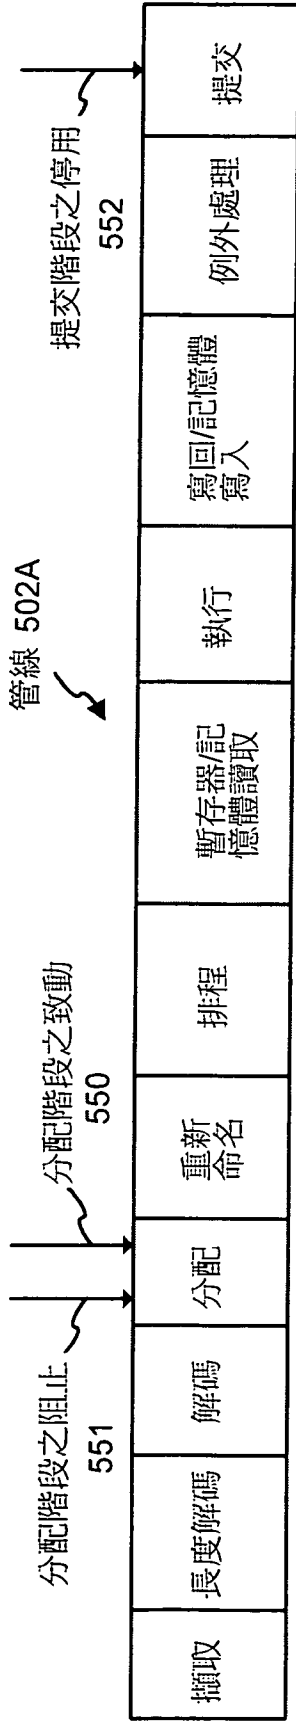 管線 502A
分配階段之阻止
551
分配階段之致動
550
提交階段之停用
552
擷取
長度解碼
解碼
分配
重新
命名
排程
暫存器/記
憶體讀取
執行
寫回/記憶體
寫入
例外處理
提交